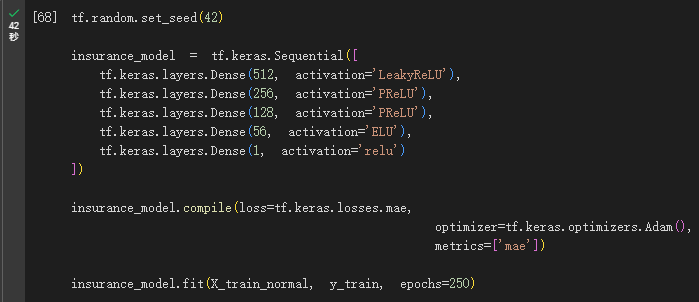 [68] tf.random.set_seed(42)
42
秒
insurance_model = tf.keras.Sequential([
    tf.keras.layers.Dense(512, activation='LeakyReLU'),
    tf.keras.layers.Dense(256, activation='PReLU'),
    tf.keras.layers.Dense(128, activation='PReLU'),
    tf.keras.layers.Dense(56, activation='ELU'),
    tf.keras.layers.Dense(1, activation='relu')
])
insurance_model.compile(loss=tf.keras.losses.mae,
                        optimizer=tf.keras.optimizers.Adam(),
                        metrics=['mae'])
insurance_model.fit(X_train_normal, y_train, epochs=250)